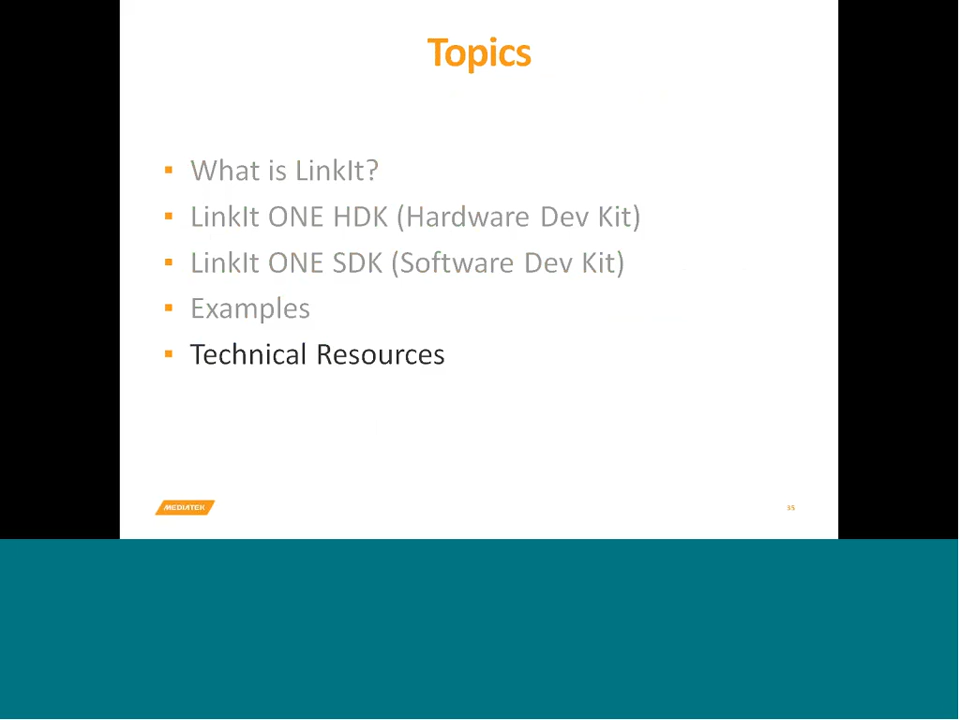 Topics
▪ What is LinkIt?
▪ LinkIt ONE HDK (Hardware Dev Kit)
▪ LinkIt ONE SDK (Software Dev Kit)
▪ Examples
▪ Technical Resources
MEDIATEK